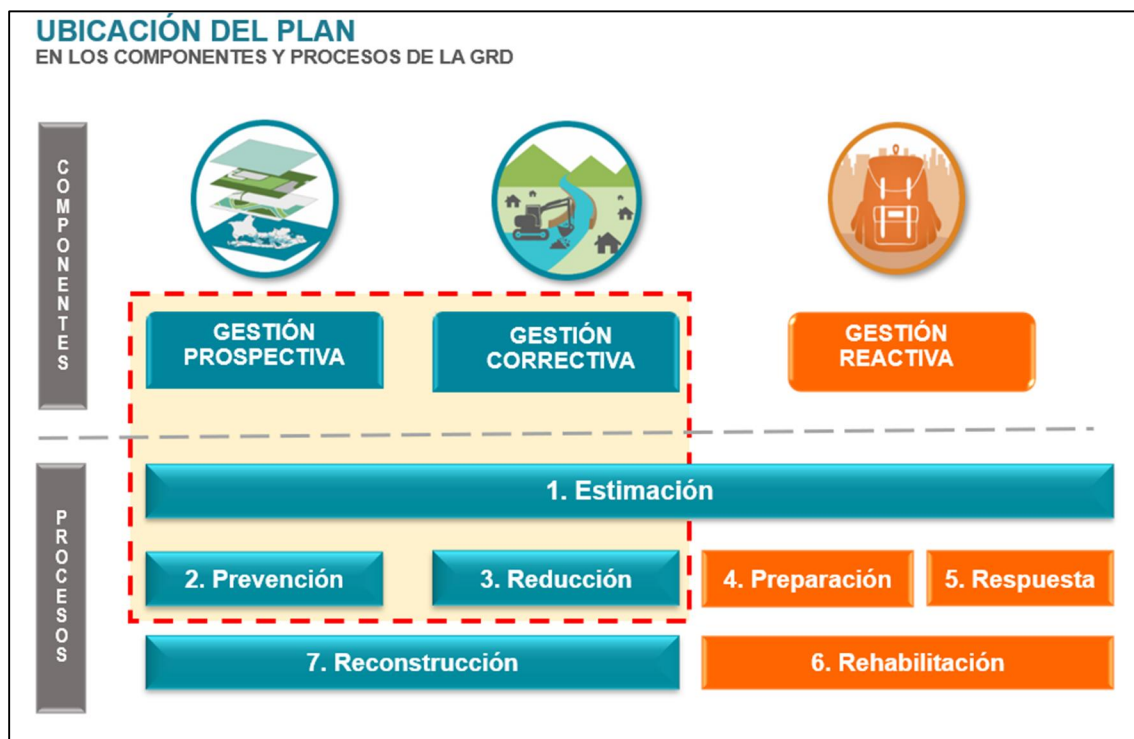 UBICACIÓN DEL PLAN
EN LOS COMPONENTES Y PROCESOS DE LA GRD
COMPONENTES
GESTIÓN
PROSPECTIVA
GESTIÓN
CORRECTIVA
GESTIÓN
REACTIVA
PROCESOS
1. Estimación
2. Prevención
3. Reducción
4. Preparación
5. Respuesta
7. Reconstrucción
6. Rehabilitación